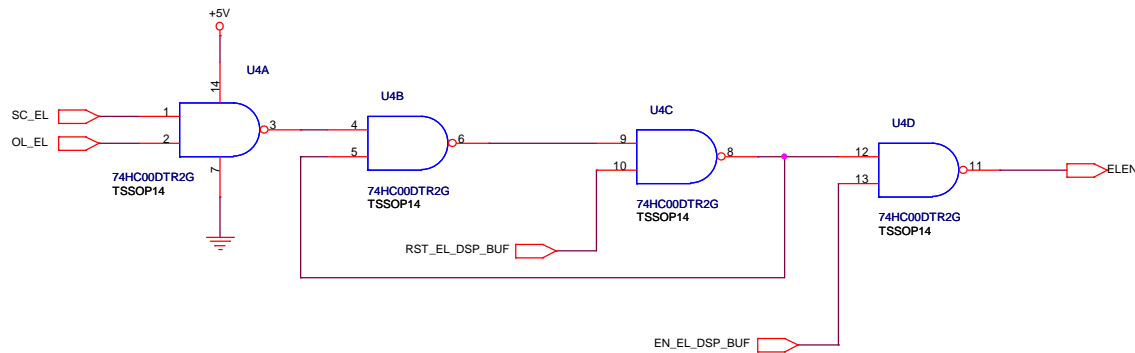 +5V
U4A
14
SC_EL
1
3
OL_EL
2
7
74HC00DTR2G
TSSOP14
U4B
4
6
5
74HC00DTR2G
TSSOP14
U4C
9
8
10
74HC00DTR2G
TSSOP14
RST_EL_DSP_BUF
U4D
12
11
13
ELEN
74HC00DTR2G
TSSOP14
EN_EL_DSP_BUF